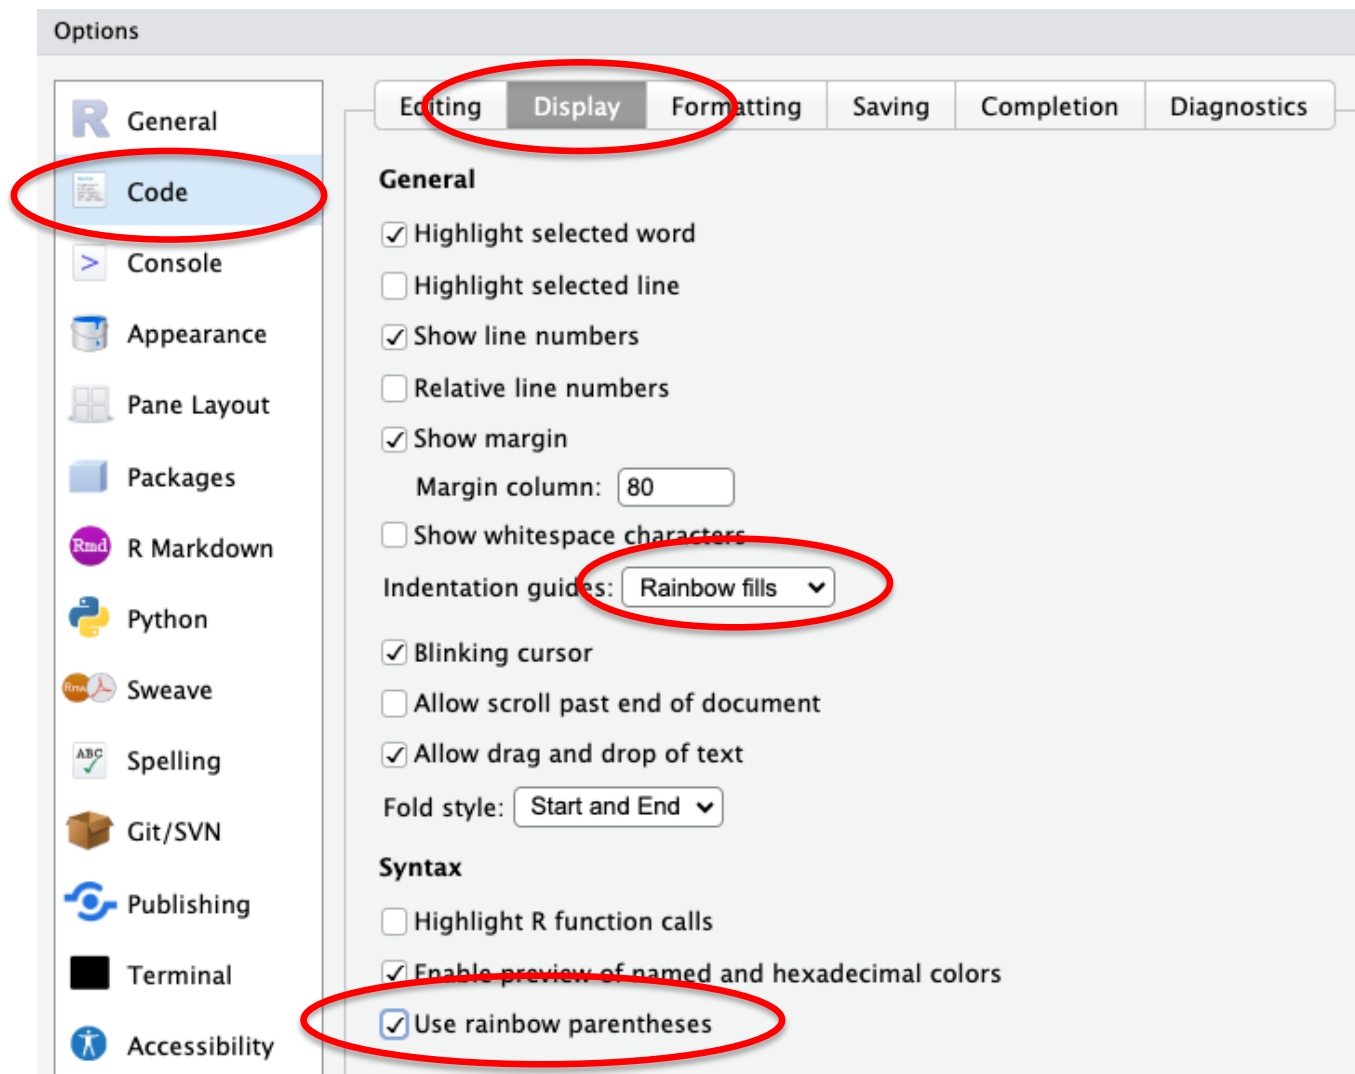 Options
General
Code
Console
Appearance
Pane Layout
Packages
Rmd R Markdown
Python
Rnw Sweave
ABC Spelling
Git/SVN
Publishing
Terminal
Accessibility
Editing Display Formatting Saving Completion Diagnostics
General
Highlight selected word
Highlight selected line
Show line numbers
Relative line numbers
Show margin
Margin column: 80
Show whitespace characters
Indentation guides: Rainbow fills
Blinking cursor
Allow scroll past end of document
Allow drag and drop of text
Fold style: Start and End
Syntax
Highlight R function calls
Enable preview of named and hexadecimal colors
Use rainbow parentheses